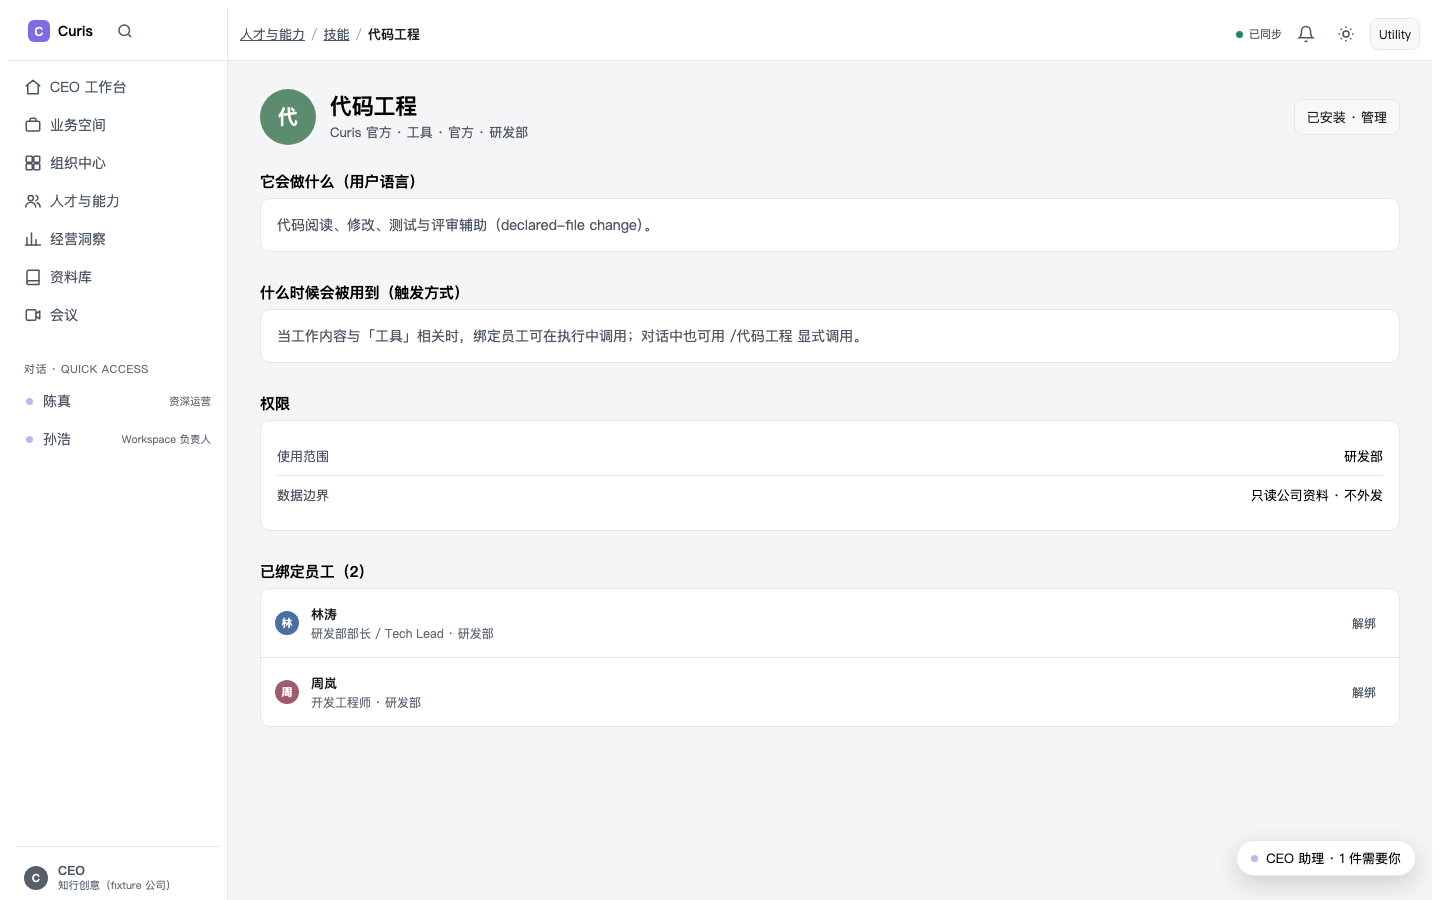 C Curis
人才与能力 / 技能 / 代码工程
已同步
Utility
CEO 工作台
业务空间
组织中心
人才与能力
经营洞察
资料库
会议
对话 · QUICK ACCESS
陈真 资深运营
孙浩 Workspace 负责人
C
CEO
知行创意（fixture 公司）
代
代码工程
Curis 官方 · 工具 · 官方 · 研发部
已安装 · 管理
它会做什么（用户语言）
代码阅读、修改、测试与评审辅助（declared-file change）。
什么时候会被用到（触发方式）
当工作内容与「工具」相关时，绑定员工可在执行中调用；对话中也可用 /代码工程 显式调用。
权限
使用范围 研发部
数据边界 只读公司资料 · 不外发
已绑定员工（2）
林
林涛
研发部部长 / Tech Lead · 研发部
解绑
周
周岚
开发工程师 · 研发部
解绑
CEO 助理 · 1 件需要你